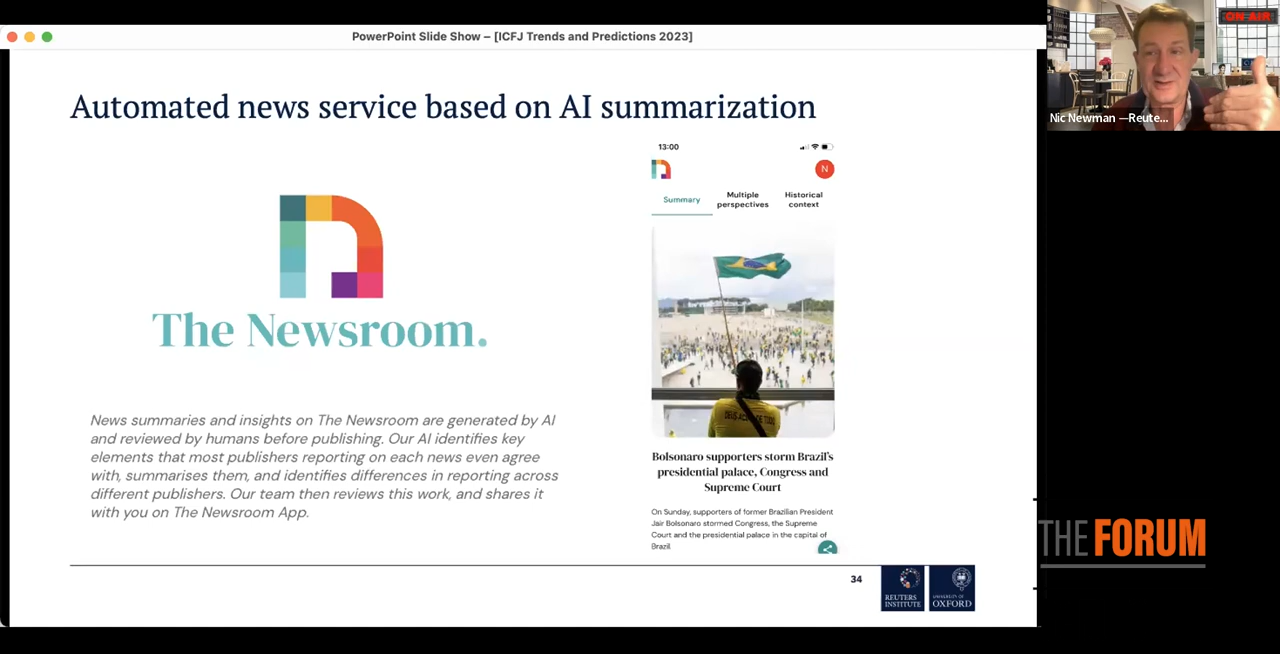 PowerPoint Slide Show – [ICFJ Trends and Predictions 2023]
ON AIR
Nic Newman —Reute...
Automated news service based on AI summarization
The Newsroom.
News summaries and insights on The Newsroom are generated by AI
and reviewed by humans before publishing. Our AI identifies key
elements that most publishers reporting on each news even agree
with, summarises them, and identifies differences in reporting across
different publishers. Our team then reviews this work, and shares it
with you on The Newsroom App.
13:00
N
Summary
Multiple
perspectives
Historical
context
Bolsonaro supporters storm Brazil's
presidential palace, Congress and
Supreme Court
On Sunday, supporters of former Brazilian President
Jair Bolsonaro stormed Congress, the Supreme
Court and the presidential palace in the capital of
Brazil
34
REUTERS
INSTITUTE
UNIVERSITY OF
OXFORD
THE FORUM